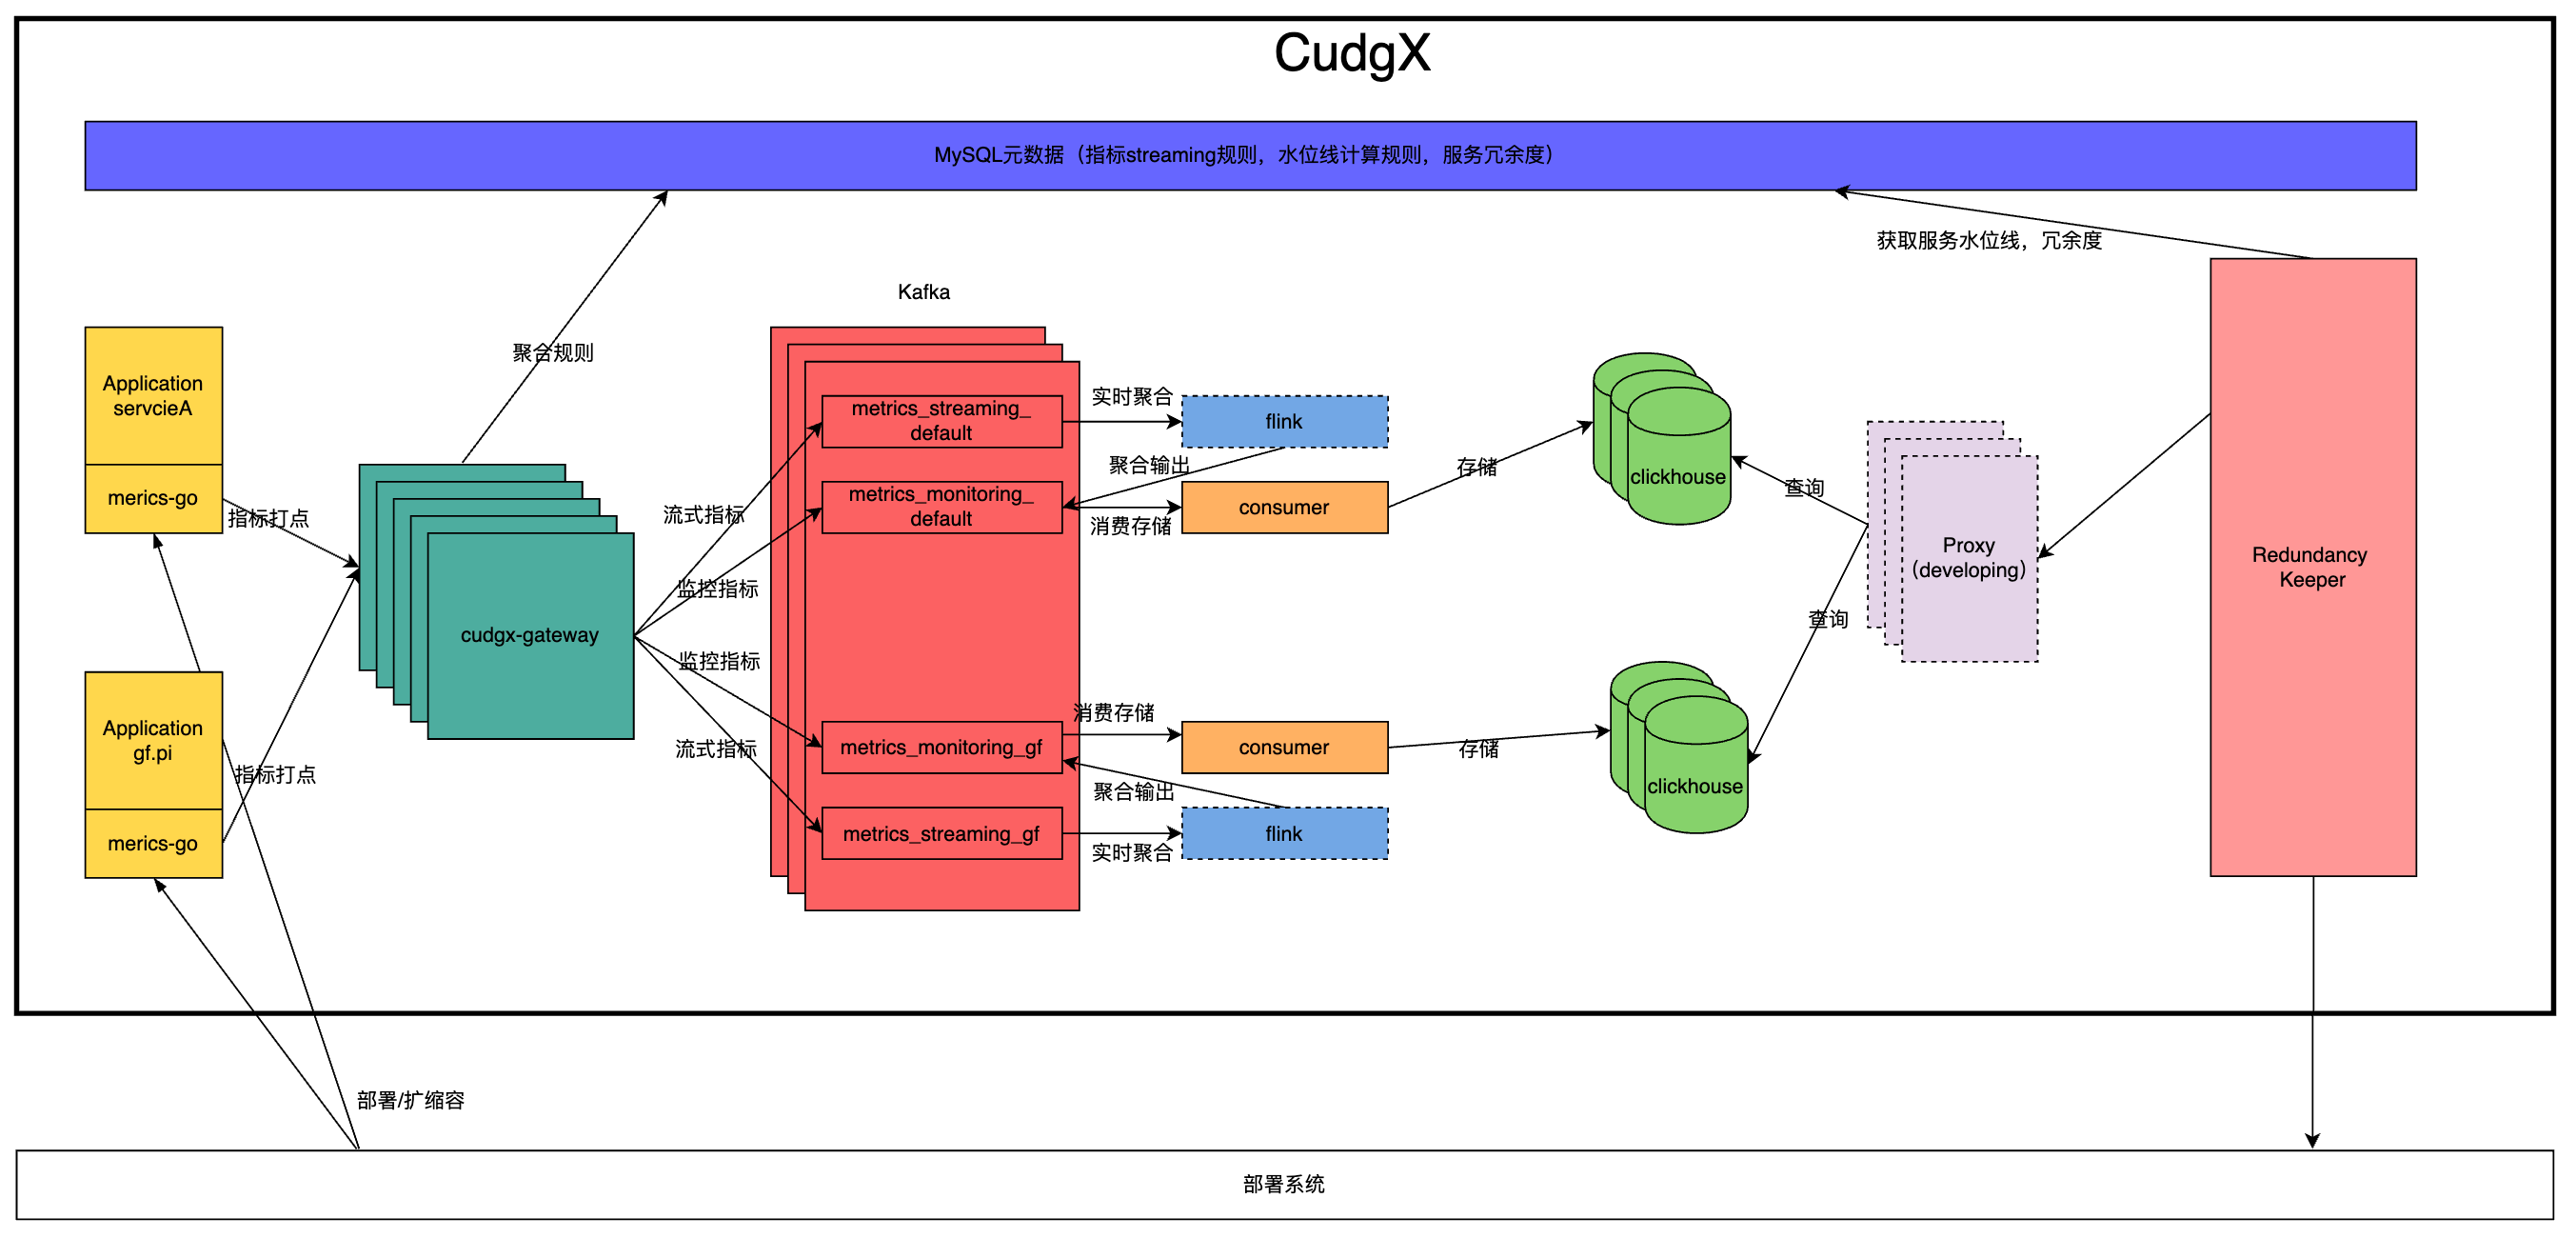 CudgX
MySQL元数据（指标streaming规则，水位线计算规则，服务冗余度）
获取服务水位线，冗余度
聚合规则
Kafka
Application
servcieA
merics-go
指标打点
Application
gf.pi
merics-go
指标打点
cudgx-gateway
流式指标
监控指标
监控指标
流式指标
metrics_streaming_
default
metrics_monitoring_
default
metrics_monitoring_gf
metrics_streaming_gf
实时聚合
聚合输出
消费存储
消费存储
聚合输出
实时聚合
flink
consumer
consumer
flink
存储
存储
clickhouse
clickhouse
查询
查询
Proxy
（developing）
Redundancy
Keeper
部署/扩缩容
部署系统